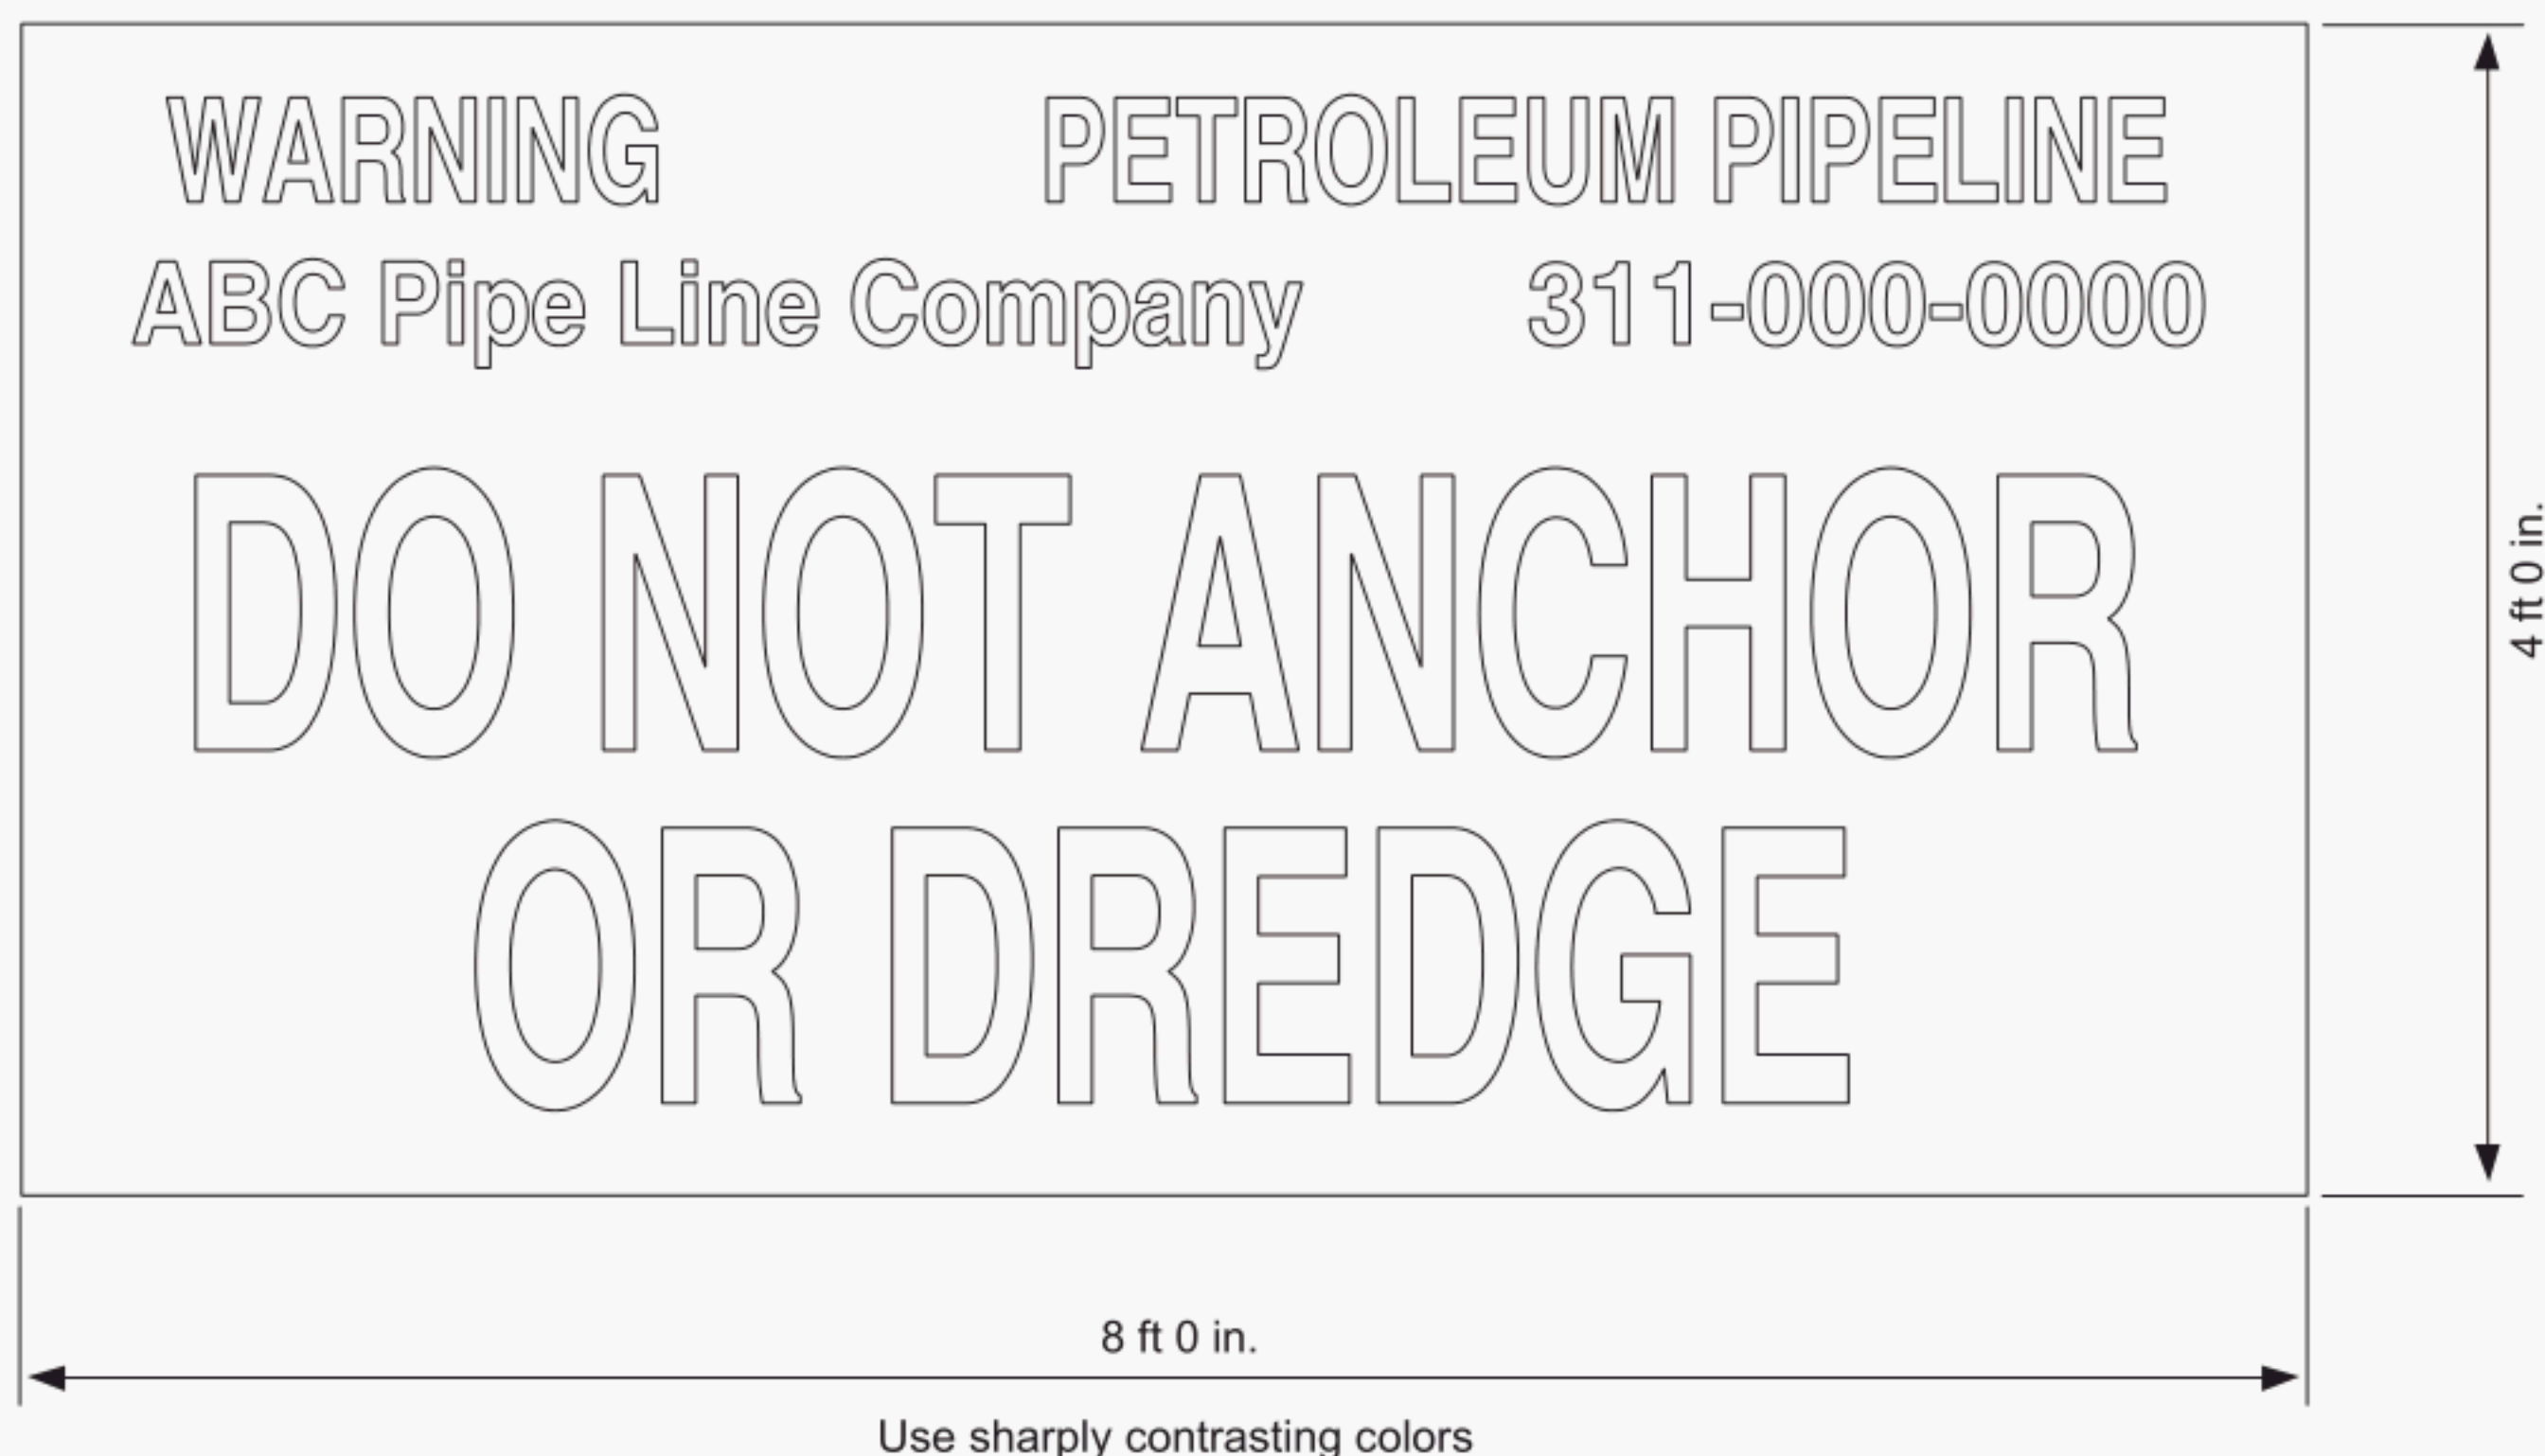 WARNING PETROLEUM PIPELINE
ABC Pipe Line Company 311-000-0000
DO NOT ANCHOR
OR DREDGE
4 ft 0 in.
8 ft 0 in.
Use sharply contrasting colors